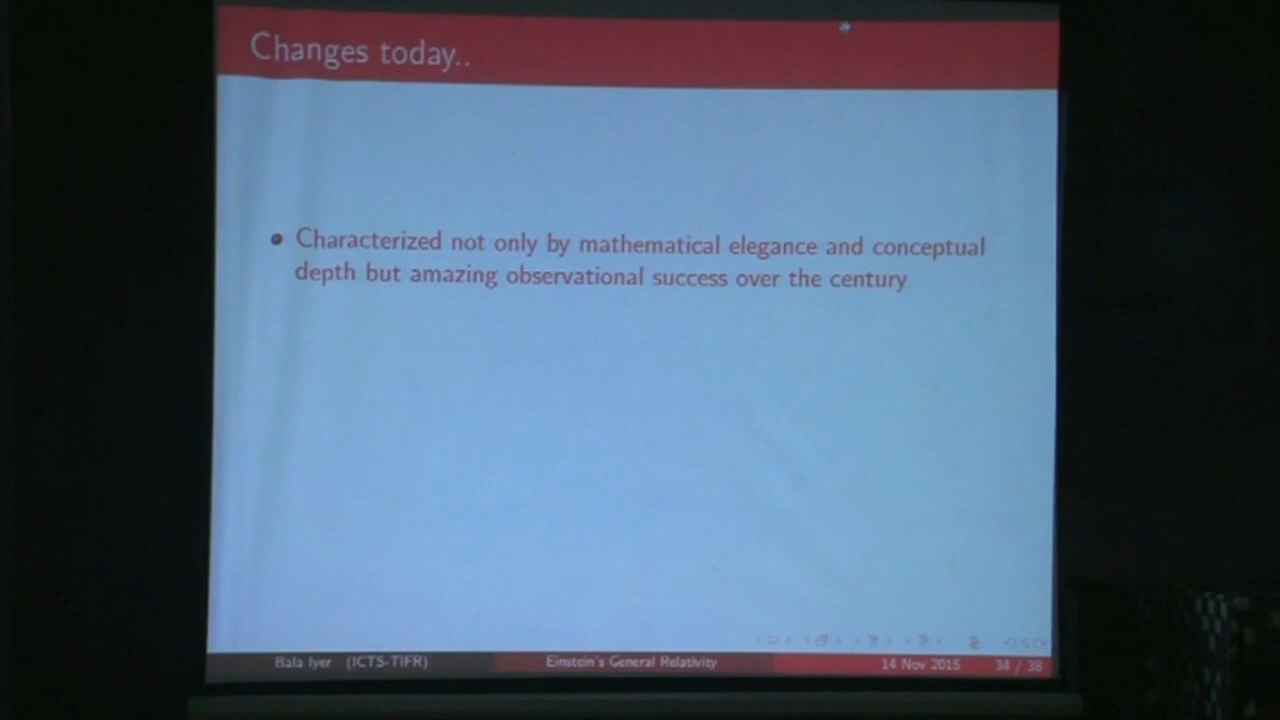 Changes today..
Characterized not only by mathematical elegance and conceptual
depth but amazing observational success over the century
Bala Iyer (ICTS-TIFR)
Einstein's General Relativity
14 Nov 2015
34 / 38